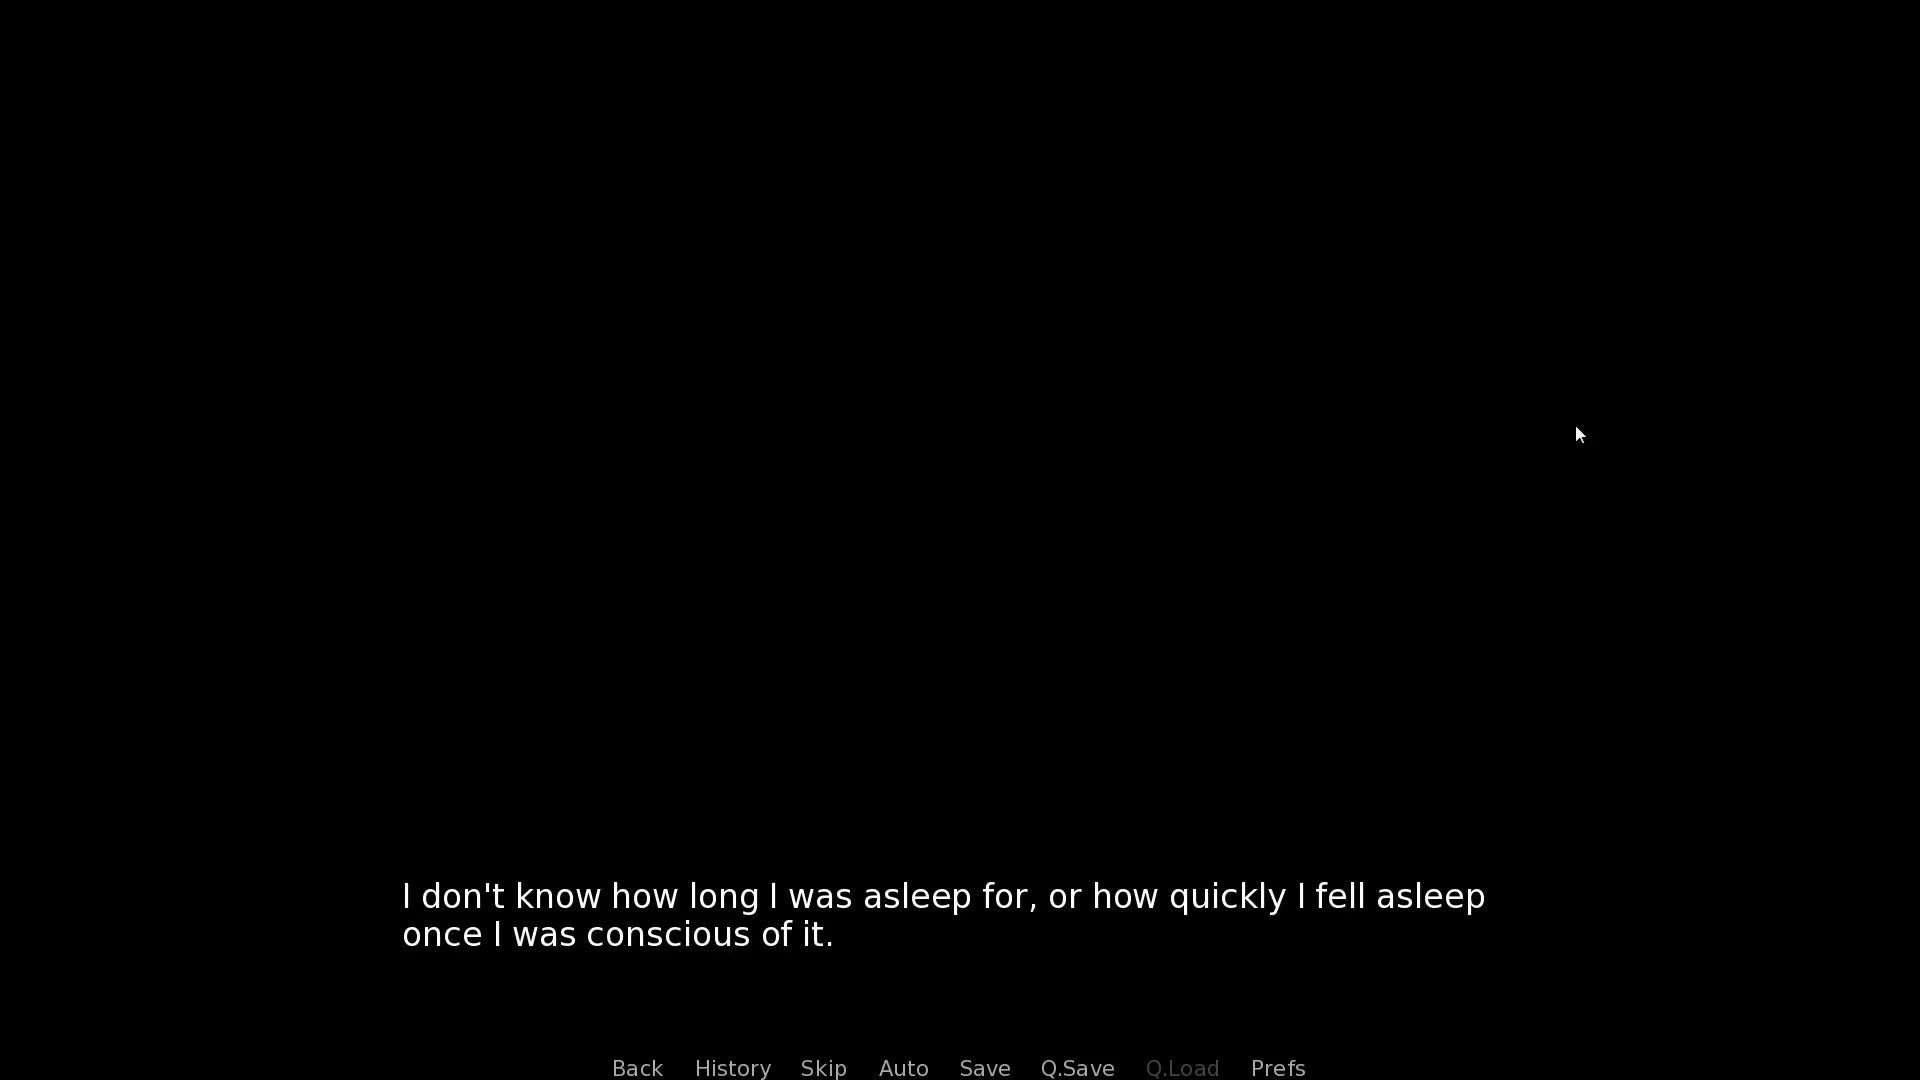 I don't know how long I was asleep for, or how quickly I fell asleep
once I was conscious of it.
Back History Skip Auto Save Q.Save Q.Load Prefs